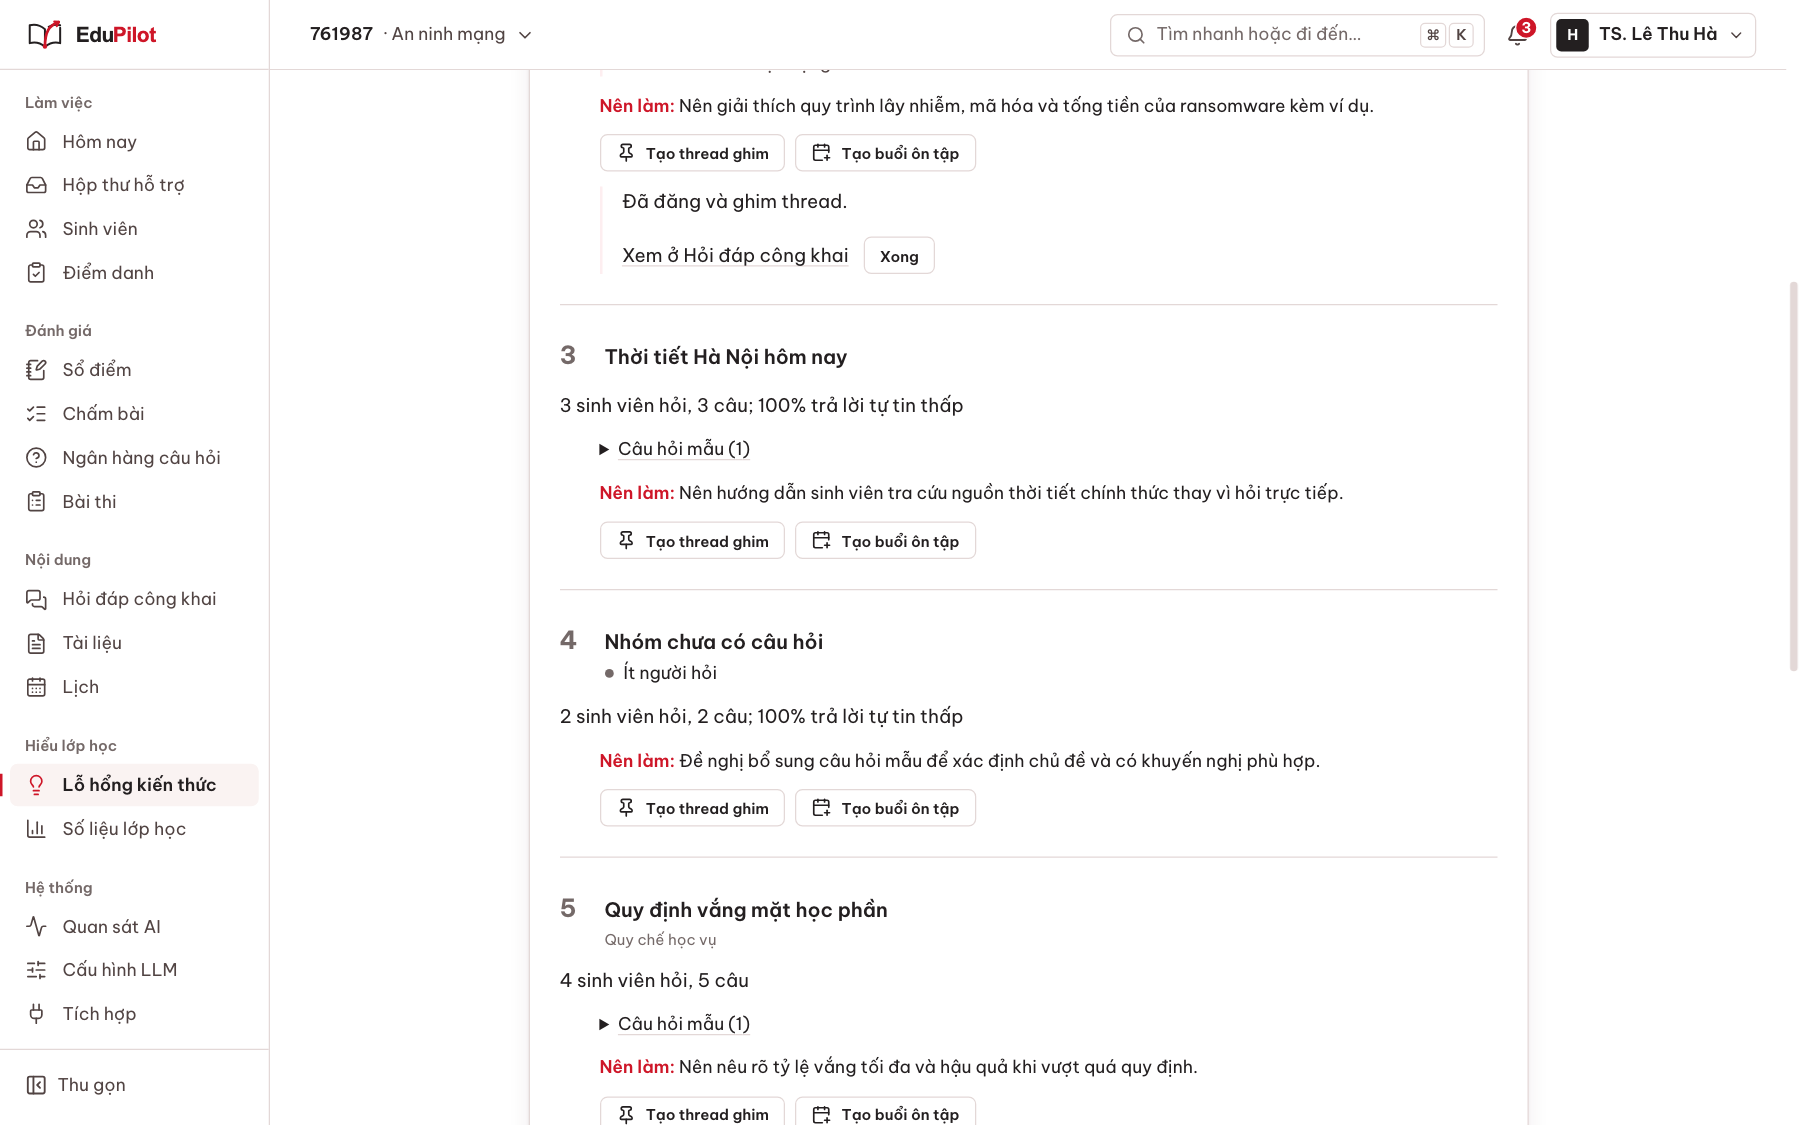 EduPilot
761987 · An ninh mạng
Tìm nhanh hoặc đi đến...
⌘ K
3
H
TS. Lê Thu Hà
Làm việc
Hôm nay
Hộp thư hỗ trợ
Sinh viên
Điểm danh
Đánh giá
Sổ điểm
Chấm bài
Ngân hàng câu hỏi
Bài thi
Nội dung
Hỏi đáp công khai
Tài liệu
Lịch
Hiểu lớp học
Lỗ hổng kiến thức
Số liệu lớp học
Hệ thống
Quan sát AI
Cấu hình LLM
Tích hợp
Thu gọn
Nên làm: Nên giải thích quy trình lây nhiễm, mã hóa và tống tiền của ransomware kèm ví dụ.
Tạo thread ghim
Tạo buổi ôn tập
Đã đăng và ghim thread.
Xem ở Hỏi đáp công khai
Xong
3 Thời tiết Hà Nội hôm nay
3 sinh viên hỏi, 3 câu; 100% trả lời tự tin thấp
Câu hỏi mẫu (1)
Nên làm: Nên hướng dẫn sinh viên tra cứu nguồn thời tiết chính thức thay vì hỏi trực tiếp.
Tạo thread ghim
Tạo buổi ôn tập
4 Nhóm chưa có câu hỏi
Ít người hỏi
2 sinh viên hỏi, 2 câu; 100% trả lời tự tin thấp
Nên làm: Đề nghị bổ sung câu hỏi mẫu để xác định chủ đề và có khuyến nghị phù hợp.
Tạo thread ghim
Tạo buổi ôn tập
5 Quy định vắng mặt học phần
Quy chế học vụ
4 sinh viên hỏi, 5 câu
Câu hỏi mẫu (1)
Nên làm: Nên nêu rõ tỷ lệ vắng tối đa và hậu quả khi vượt quá quy định.
Tạo thread ghim
Tạo buổi ôn tập